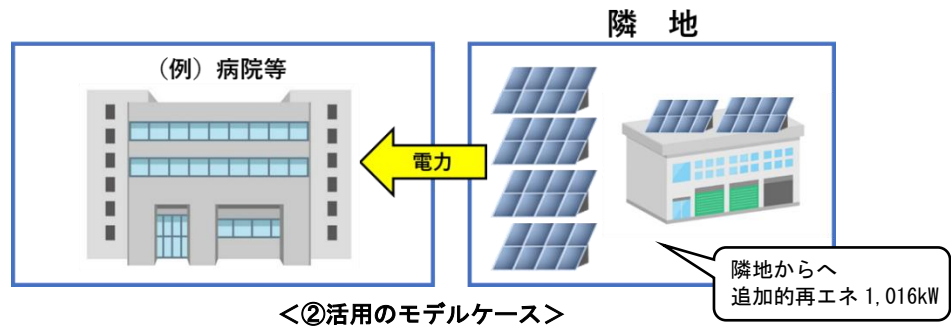 隣　地
（例）病院等
電力
隣地からへ
追加的再エネ 1,016kW
＜②活用のモデルケース＞